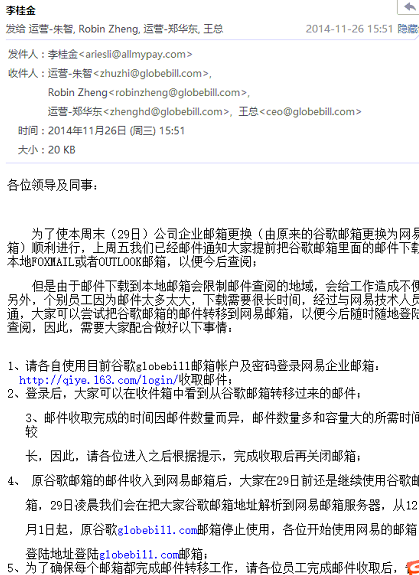 李桂金
发给 运营-朱智, Robin Zheng, 运营-郑华东, 王总
2014-11-26 15:51 隐藏
发件人：李桂金<ariesli@allmypay.com>
收件人：运营-朱智<zhuzhi@globebill.com>,
Robin Zheng<robinzheng@globebill.com>,
运营-郑华东<zhenghd@globebill.com>, 王总<ceo@globebill.com>
时间：2014年11月26日 (周三) 15:51
大小：20 KB
各位领导及同事：
为了使本周末（29日）公司企业邮箱更换（由原来的谷歌邮箱更换为网易
箱）顺利进行，上周五我们已经邮件通知大家提前把谷歌邮箱里面的邮件下载
本地FOXMAIL或者OUTLOOK邮箱，以便今后查阅；
但是由于邮件下载到本地邮箱会限制邮件查阅的地域，会给工作造成不便
另外，个别员工因为邮件太多太大，下载需要很长时间，经过与网易技术人员
通，大家可以尝试把谷歌邮箱的邮件转移到网易邮箱，以便今后随时随地登陆
查阅，因此，需要大家配合做好以下事情：
1、请各自使用目前谷歌globebill邮箱帐户及密码登录网易企业邮箱：
http://qiye.163.com/login/收取邮件；
2、登录后，大家可以在收件箱中看到从谷歌邮箱转移过来的邮件；
3、邮件收取完成的时间因邮件数量而异，邮件数量多和容量大的所需时间
较
长，因此，请各位进入之后根据提示，完成收取后再关闭邮箱；
4、 原谷歌邮箱的邮件收入到网易邮箱后，大家在29日前还是继续使用谷歌邮
箱，29日凌晨我们会在把大家谷歌邮箱地址解析到网易邮箱服务器，从12
月1日起，原谷歌globebill.com邮箱停止使用，各位开始使用网易的邮箱
登陆地址登陆globebill.com邮箱；
5、为了确保每个邮箱都完成邮件转移工作，请各位员工完成邮件收取后，